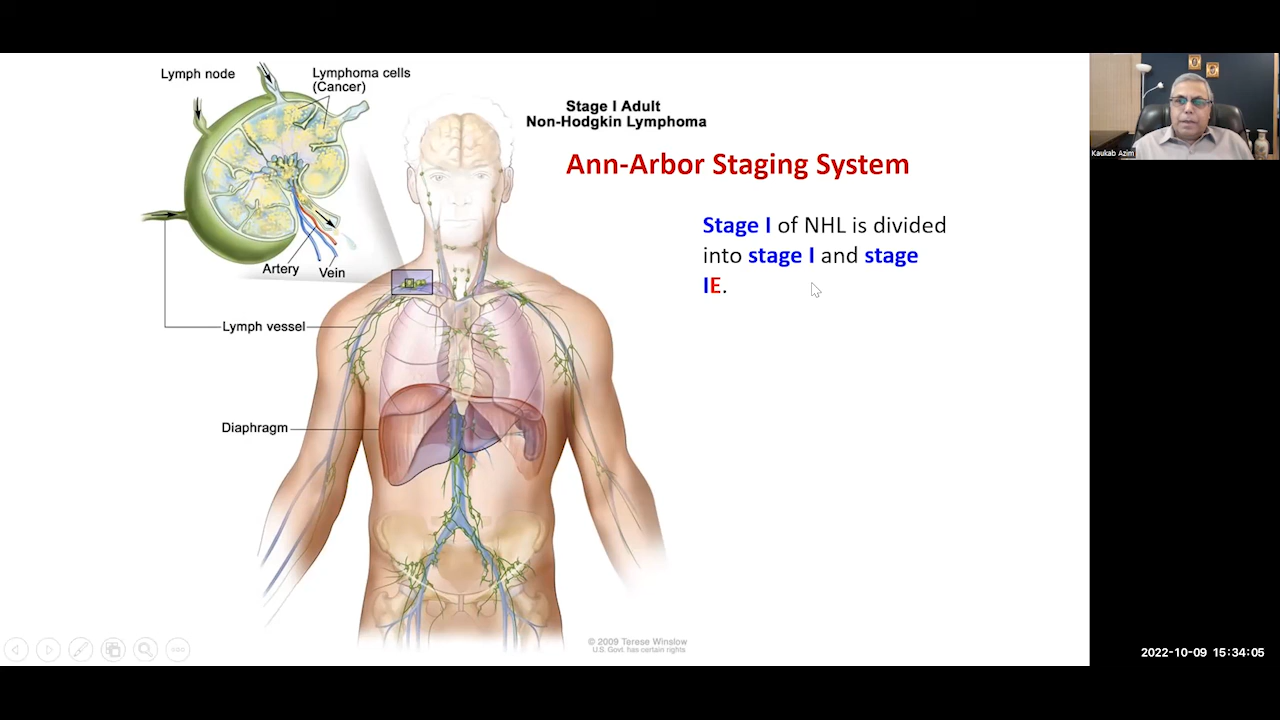 Lymph node
Lymphoma cells
(Cancer)
Artery
Vein
Lymph vessel
Diaphragm
Stage I Adult
Non-Hodgkin Lymphoma
Ann-Arbor Staging System
Stage I of NHL is divided
into stage I and stage
IE.
© 2009 Terese Winslow
U.S. Govt. has certain rights
Kaukab Azim
2022-10-09 15:34:05